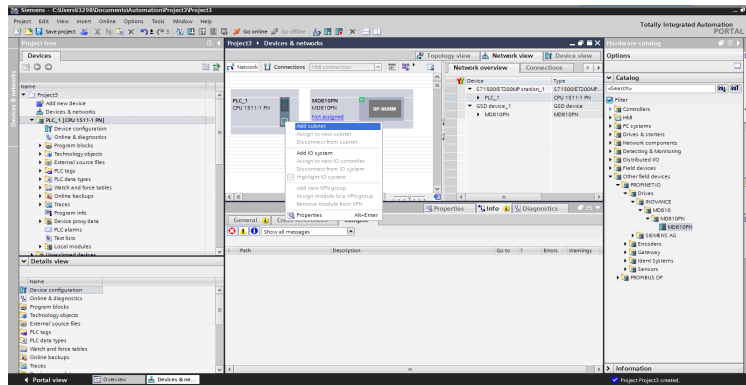 Siemens - C:\Users\13298\Documents\Automation\Project3\Project3
Project Edit View Insert Online Options Tools Window Help
Totally Integrated Automation
PORTAL
Save project
Go online
Go offline
Project tree
Project3 ▸ Devices & networks
Hardware catalog
Devices
Topology view
Network view
Device view
Options
Network
Connections
HMI connection
Network overview
Connections
Catalog
Name
Device
Type
<Search>
Project3
S71500/ET200MP station_1
S71500/ET200MP...
Filter
Add new device
PLC_1
CPU 1511-1 PN
Controllers
Devices & networks
GSD device_1
GSD device
HMI
PLC_1 [CPU 1511-1 PN]
MD810PN
MD810PN
PC systems
Device configuration
Drives & starters
Online & diagnostics
Network components
Program blocks
Detecting & Monitoring
Technology objects
Distributed I/O
External source files
Field devices
PLC tags
Other field devices
PLC data types
PROFINET IO
Watch and force tables
Drives
Online backups
INOVANCE
Traces
MD810
Program info
MD810PN
Device proxy data
MD810PN
PLC alarms
SIEMENS AG
Text lists
Encoders
Local modules
Gateway
Ident Systems
Sensors
PROFIBUS DP
PLC_1
CPU 1511-1 PN
MD810PN
MD810PN
Not assigned
DP-NORM
Add subnet
Assign to new subnet
Disconnect from subnet
Add IO system
Assign to new IO controller
Disconnect from IO system
Highlight IO system
Add new VPN group
Assign module to a VPN group
Remove module from VPN
Properties Alt+Enter
Properties
Info
Diagnostics
General
Show all messages
! Path Description Go to ? Errors Warnings
Details view
Name
Device configuration
Online & diagnostics
Program blocks
Technology objects
External source files
PLC tags
PLC data types
Watch and force tables
Online backups
Traces
Information
Portal view
Overview
Devices & ne...
Project Project3 created.